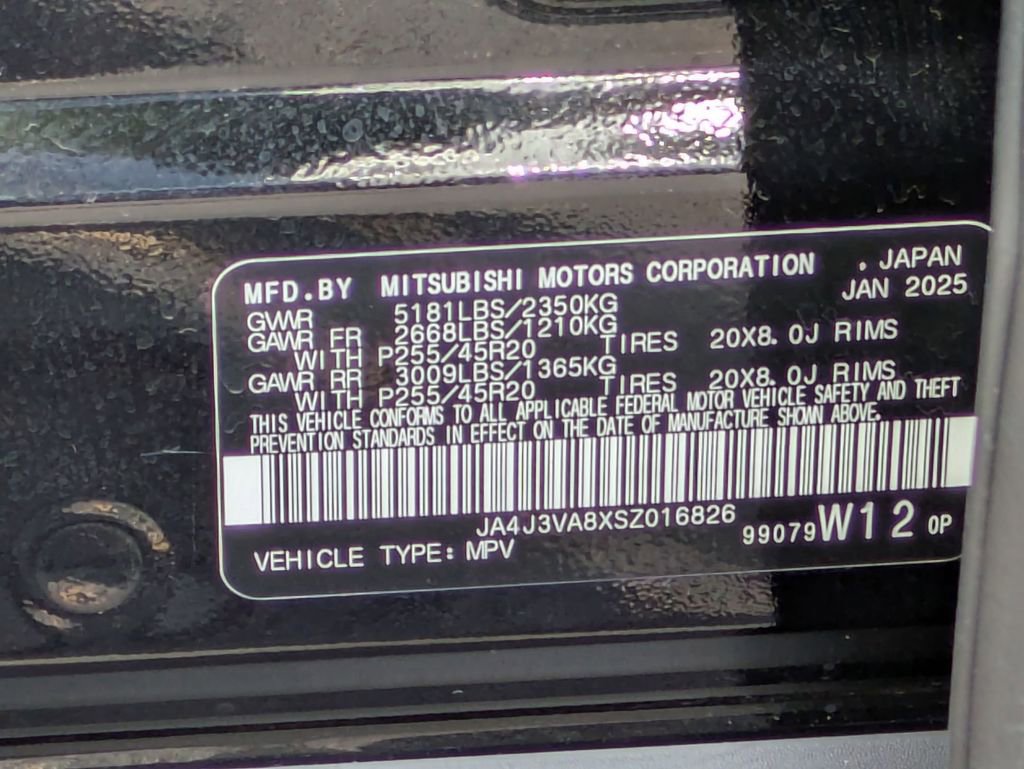 MFD.BY MITSUBISHI MOTORS CORPORATION . JAPAN
JAN 2025
GVWR 5181LBS/2350KG
GAWR FR 2668LBS/1210KG
WITH P255/45R20 TIRES 20X8.0J RIMS
GAWR RR 3009LBS/1365KG
WITH P255/45R20 TIRES 20X8.0J RIMS
THIS VEHICLE CONFORMS TO ALL APPLICABLE FEDERAL MOTOR VEHICLE SAFETY AND THEFT
PREVENTION STANDARDS IN EFFECT ON THE DATE OF MANUFACTURE SHOWN ABOVE.
JA4J3VA8XSZ016826
99079 W12 0P
VEHICLE TYPE: MPV